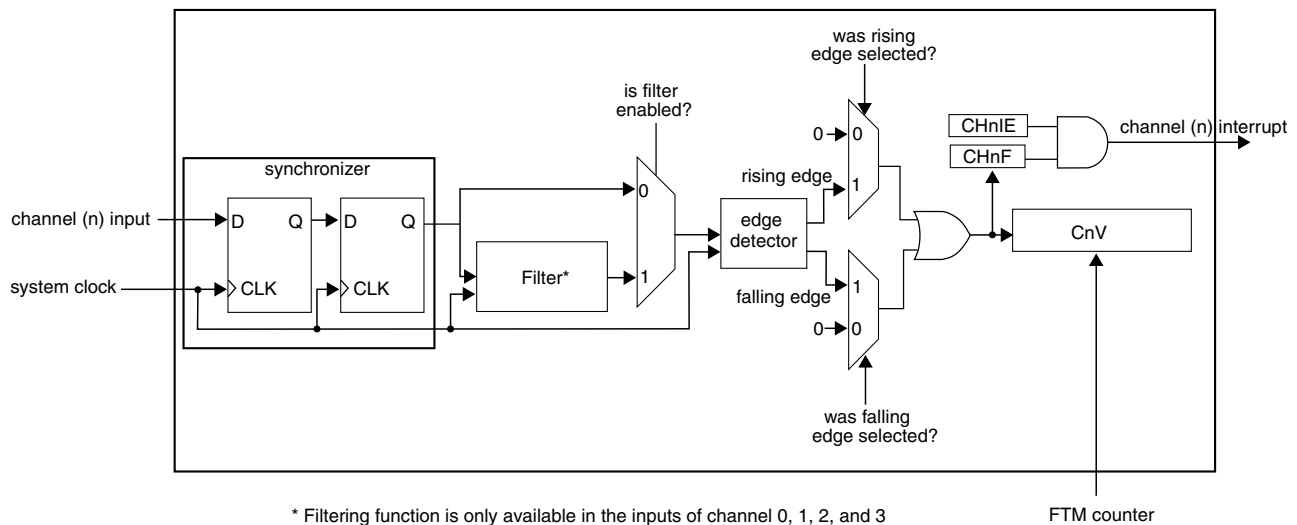 was rising
edge selected?
is filter
enabled?
synchronizer
channel (n) input
system clock
D Q
CLK
D Q
CLK
Filter*
0
1
edge
detector
rising edge
falling edge
0
0
1
1
0
0
was falling
edge selected?
CHnIE
CHnF
channel (n) interrupt
CnV
FTM counter
* Filtering function is only available in the inputs of channel 0, 1, 2, and 3